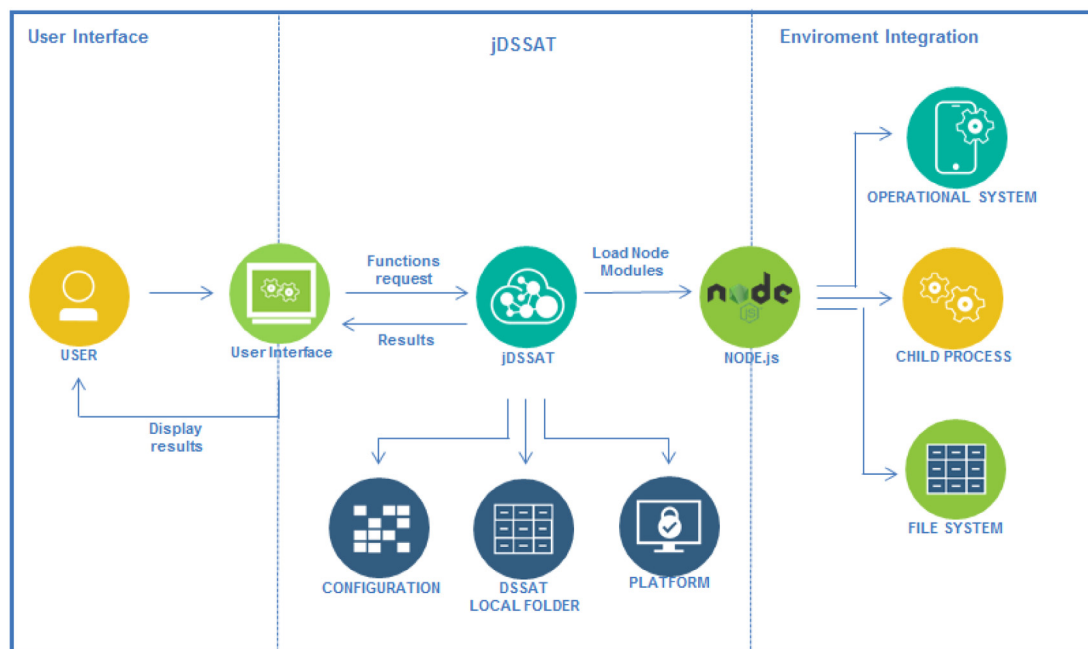 User Interface
jDSSAT
Enviroment Integration
OPERATIONAL SYSTEM
Functions
request
Load Node
Modules
node
JS
USER
User Interface
Results
jDSSAT
NODE.js
CHILD PROCESS
Display
results
CONFIGURATION
DSSAT
LOCAL FOLDER
PLATFORM
FILE SYSTEM